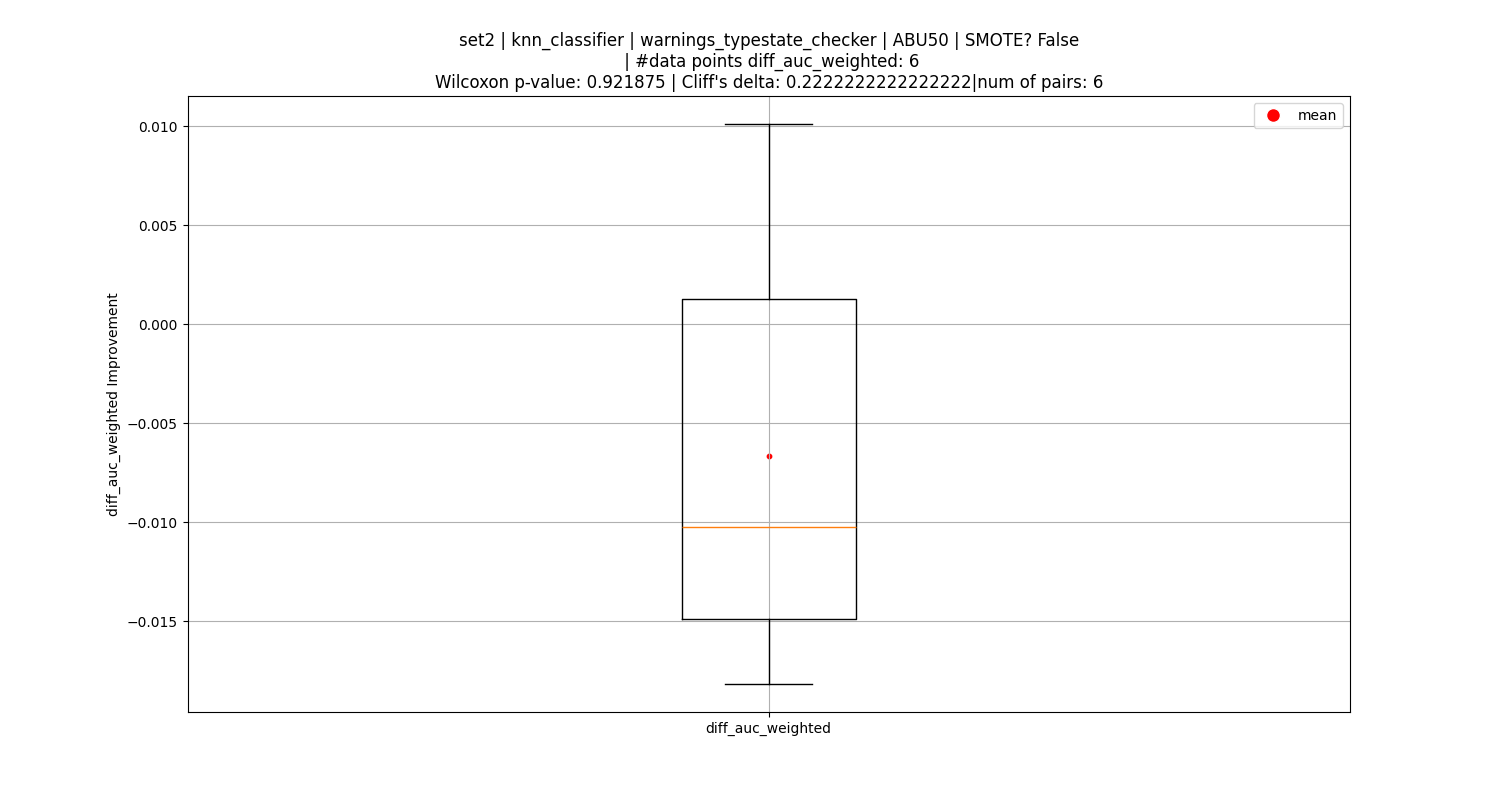 set2 | knn_classifier | warnings_typestate_checker | ABU50 | SMOTE? False
| #data points diff_auc_weighted: 6
Wilcoxon p-value: 0.921875 | Cliff's delta: 0.2222222222222222|num of pairs: 6
mean
0.010
0.005
0.000
−0.005
−0.010
−0.015
diff_auc_weighted Improvement
diff_auc_weighted